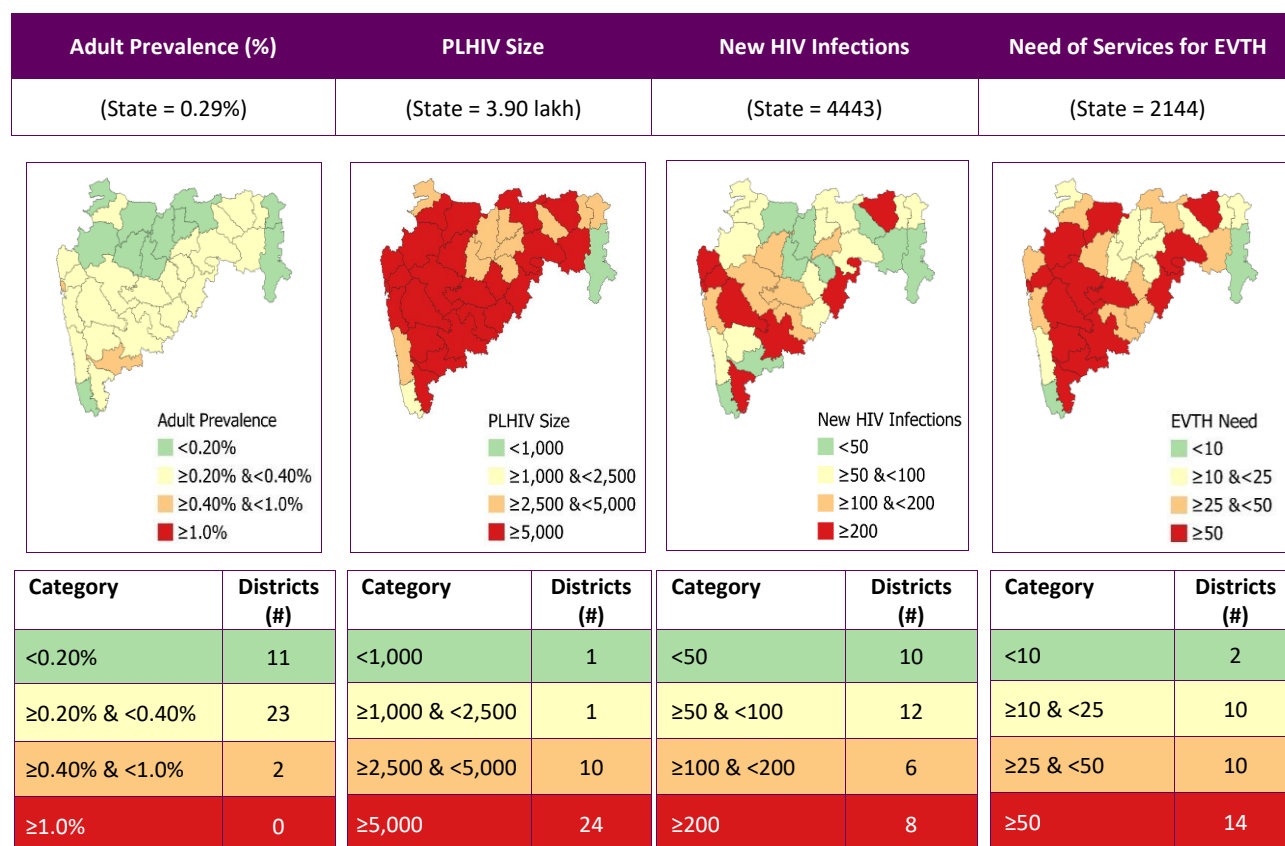 Adult Prevalence (%)
PLHIV Size
New HIV Infections
Need of Services for EVTH
(State = 0.29%)
(State = 3.90 lakh)
(State = 4443)
(State = 2144)
Adult Prevalence
<0.20%
≥0.20% &<0.40%
≥0.40% &<1.0%
≥1.0%
PLHIV Size
<1,000
≥1,000 &<2,500
≥2,500 &<5,000
≥5,000
New HIV Infections
<50
≥50 &<100
≥100 &<200
≥200
EVTH Need
<10
≥10 &<25
≥25 &<50
≥50
Category Districts
(#)
<0.20% 11
≥0.20% & <0.40% 23
≥0.40% & <1.0% 2
≥1.0% 0
Category Districts
(#)
<1,000 1
≥1,000 & <2,500 1
≥2,500 & <5,000 10
≥5,000 24
Category Districts
(#)
<50 10
≥50 & <100 12
≥100 & <200 6
≥200 8
Category Districts
(#)
<10 2
≥10 & <25 10
≥25 & <50 10
≥50 14